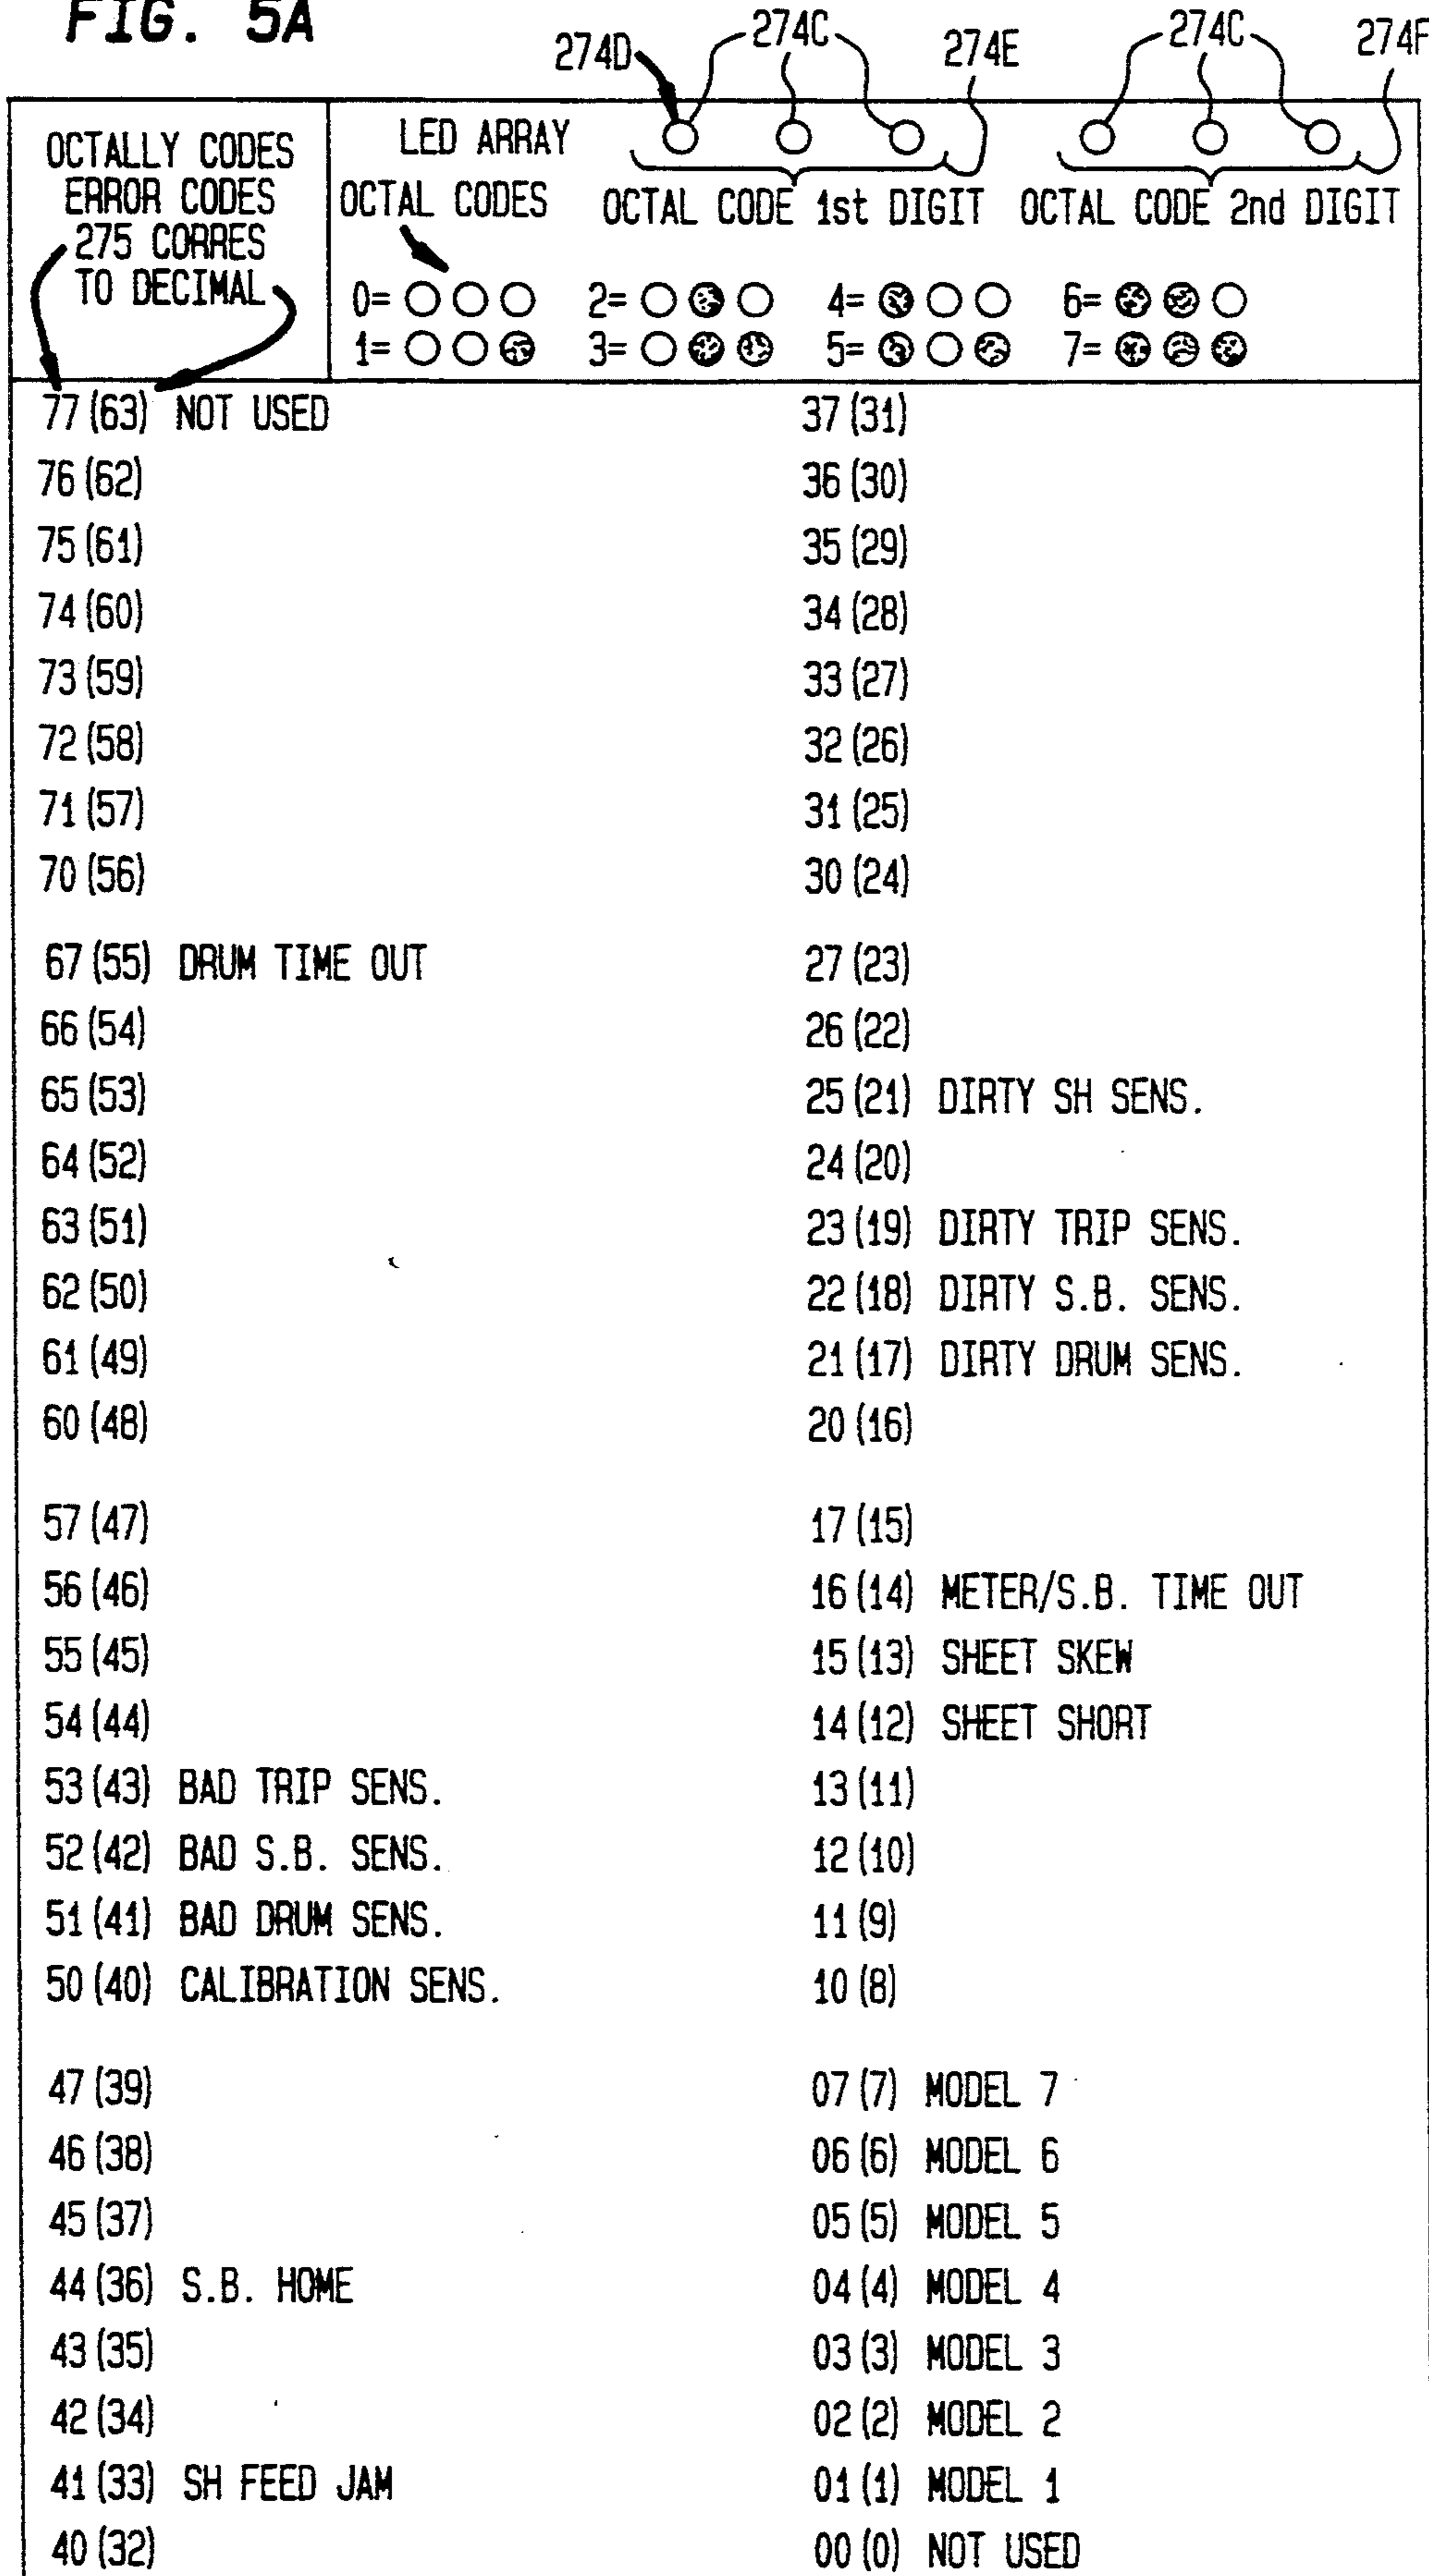 FIG. 5A
274D 274C 274E 274C 274F
OCTALLY CODES
ERROR CODES
275 CORRES
TO DECIMAL
LED ARRAY
OCTAL CODES OCTAL CODE 1st DIGIT OCTAL CODE 2nd DIGIT
0= 2= 4= 6=
1= 3= 5= 7=
77 (63) NOT USED
76 (62)
75 (61)
74 (60)
73 (59)
72 (58)
71 (57)
70 (56)
67 (55) DRUM TIME OUT
66 (54)
65 (53)
64 (52)
63 (51)
62 (50)
61 (49)
60 (48)
57 (47)
56 (46)
55 (45)
54 (44)
53 (43) BAD TRIP SENS.
52 (42) BAD S.B. SENS.
51 (41) BAD DRUM SENS.
50 (40) CALIBRATION SENS.
47 (39)
46 (38)
45 (37)
44 (36) S.B. HOME
43 (35)
42 (34)
41 (33) SH FEED JAM
40 (32)
37 (31)
36 (30)
35 (29)
34 (28)
33 (27)
32 (26)
31 (25)
30 (24)
27 (23)
26 (22)
25 (21) DIRTY SH SENS.
24 (20)
23 (19) DIRTY TRIP SENS.
22 (18) DIRTY S.B. SENS.
21 (17) DIRTY DRUM SENS.
20 (16)
17 (15)
16 (14) METER/S.B. TIME OUT
15 (13) SHEET SKEW
14 (12) SHEET SHORT
13 (11)
12 (10)
11 (9)
10 (8)
07 (7) MODEL 7
06 (6) MODEL 6
05 (5) MODEL 5
04 (4) MODEL 4
03 (3) MODEL 3
02 (2) MODEL 2
01 (1) MODEL 1
00 (0) NOT USED